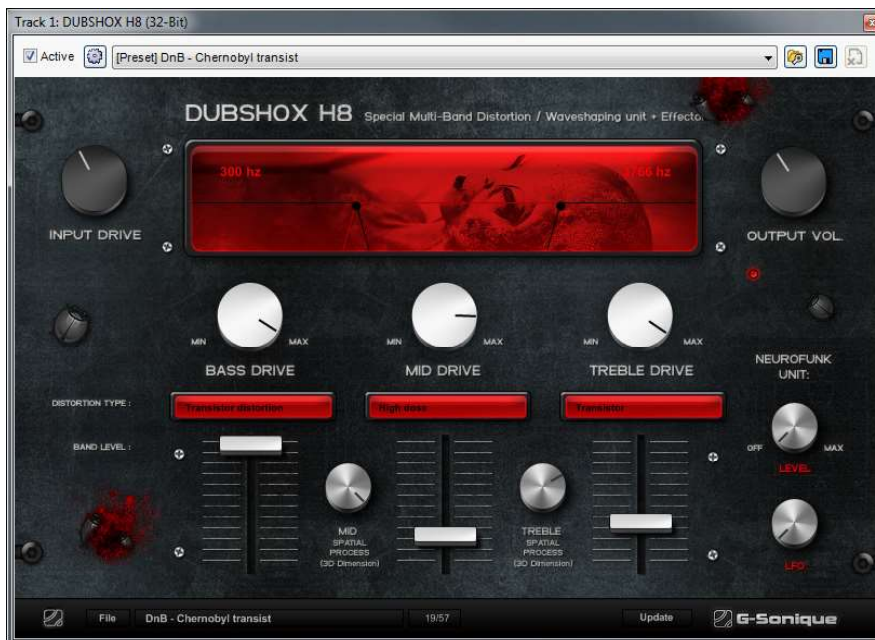 Track 1: DUBSHOX H8 (32-Bit)
Active
[Preset] DnB - Chernobyl transist
DUBSHOX H8 Special Multi-Band Distortion / Waveshaping unit + Effector
300 hz
3766 hz
INPUT DRIVE
OUTPUT VOL.
MIN MAX
MIN MAX
MIN MAX
BASS DRIVE
MID DRIVE
TREBLE DRIVE
NEUROFUNK
UNIT:
DISTORTION TYPE :
Transistor distortion
High dose
Transistor
BAND LEVEL :
OFF MAX
LEVEL
MID
SPATIAL
PROCESS
(3D Dimension)
TREBLE
SPATIAL
PROCESS
(3D Dimension)
LFO
File
DnB - Chernobyl transist
19/57
Update
G-Sonique